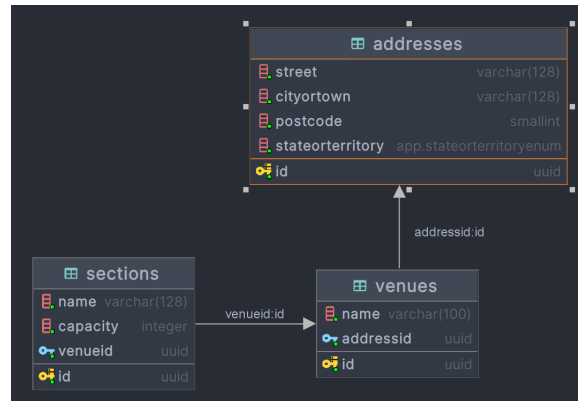 addresses
street varchar(128)
cityortown varchar(128)
postcode smallint
stateorterritory app.stateorterritoryenum
id uuid
addressid:id
sections
name varchar(128)
capacity integer
venueid uuid
id uuid
venueid:id
venues
name varchar(100)
addressid uuid
id uuid